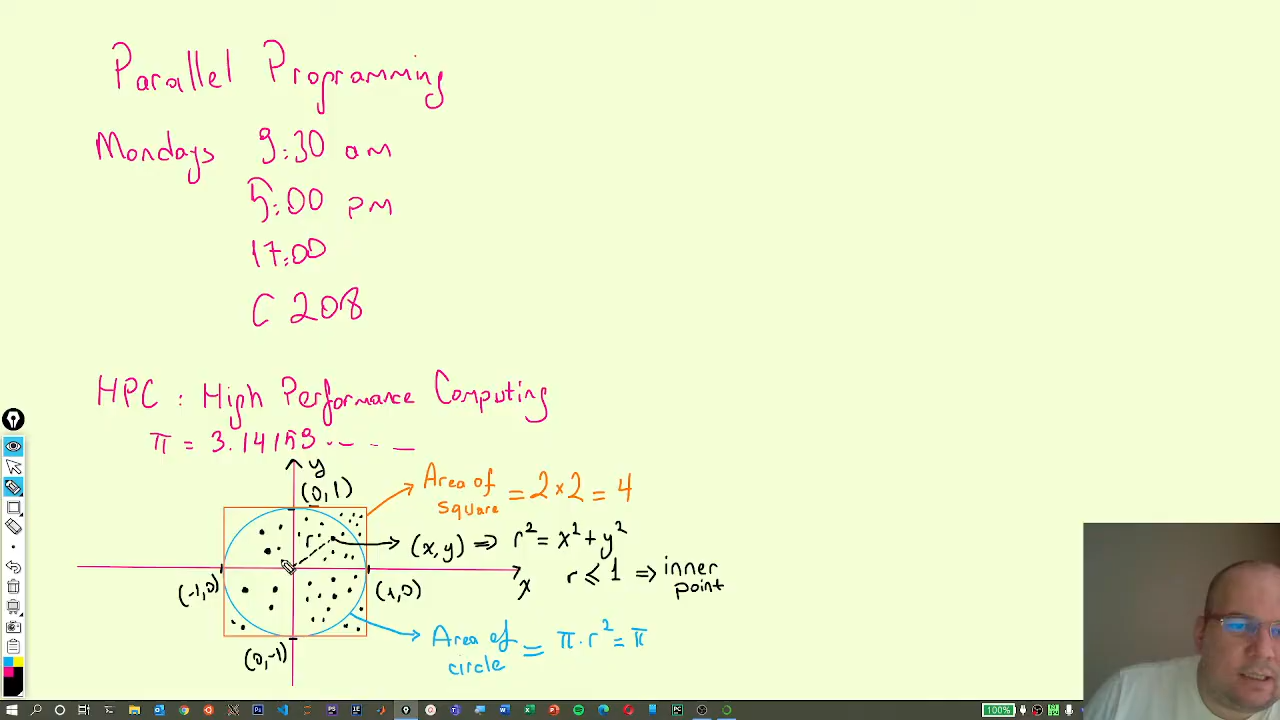 Parallel Programming
Mondays 9:30 am
5:00 pm
17:00
C 208
HPC : High Performance Computing
π = 3.14159 - - - -
y
(0,1)
Area of square = 2 × 2 = 4
r
(x,y) ⇒ r² = x² + y²
(-1,0)
(1,0)
x
r ≤ 1 ⇒ inner point
(0,-1)
Area of circle = π · r² = π
100%